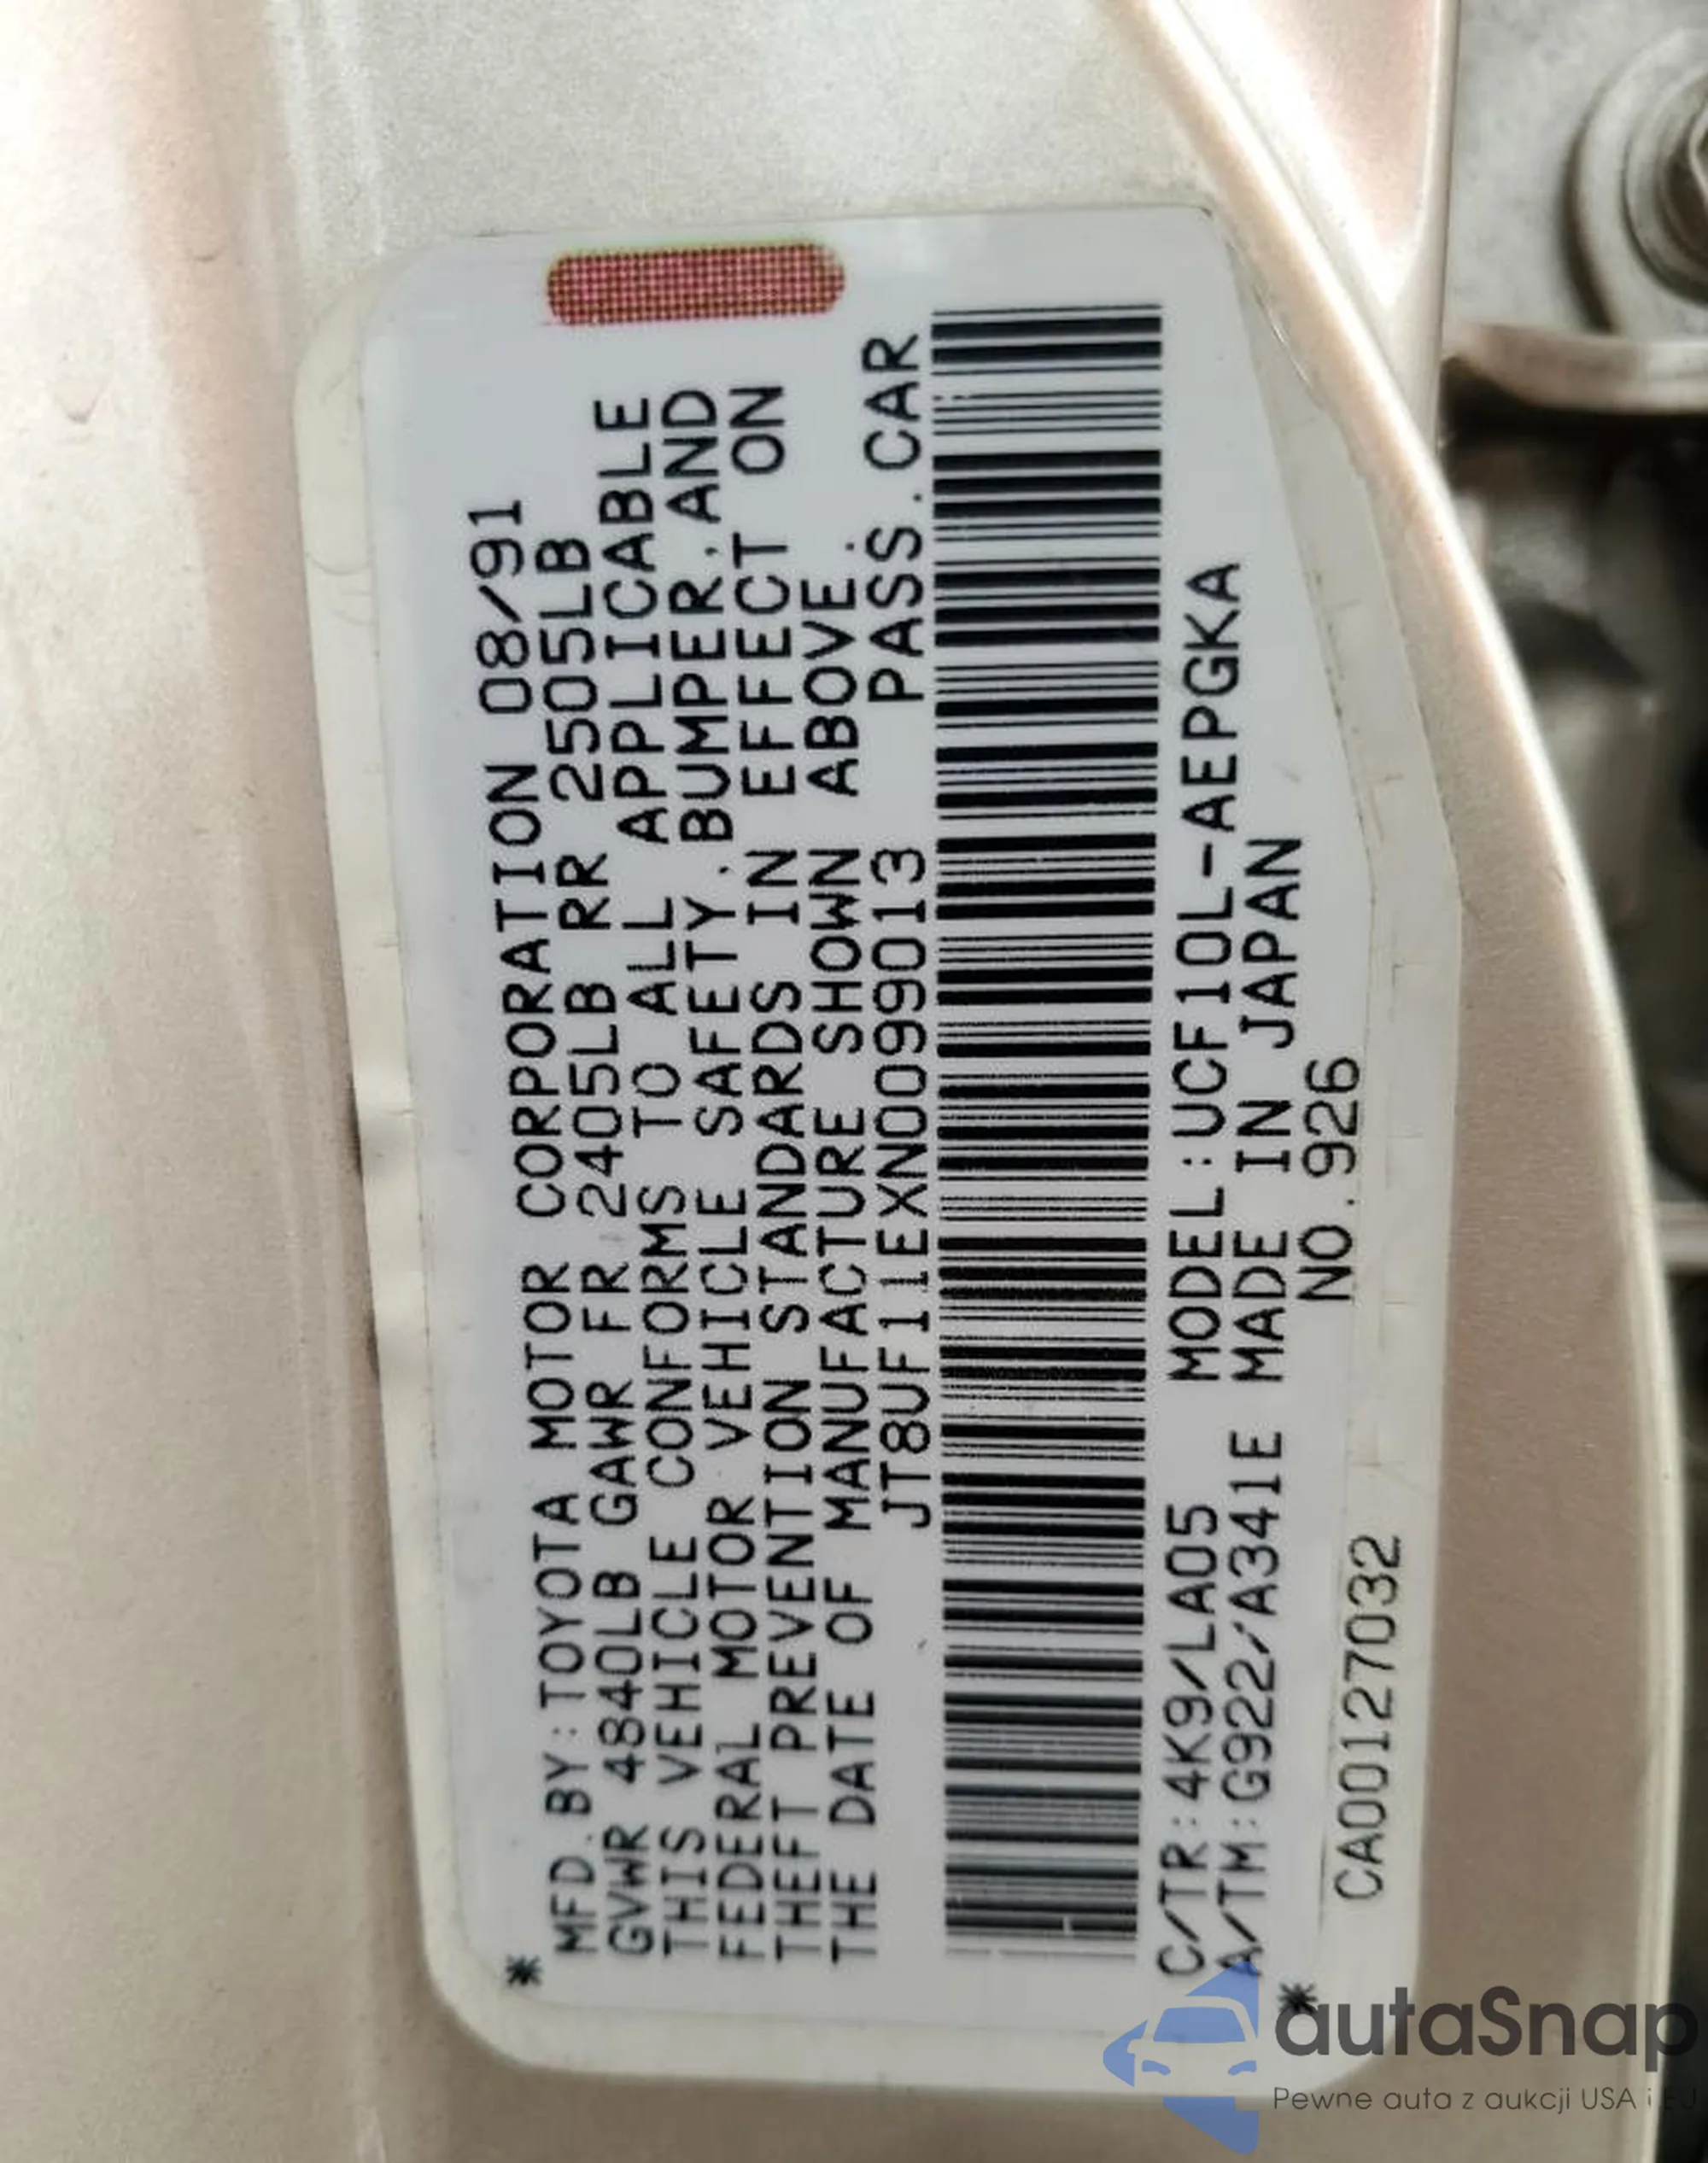 * MFD.BY:TOYOTA MOTOR CORPORATION 08/91
GVWR 4840LB GAWR FR 2405LB RR 2505LB
THIS VEHICLE CONFORMS TO ALL APPLICABLE
FEDERAL MOTOR VEHICLE SAFETY.BUMPER.AND
THEFT PREVENTION STANDARDS IN EFFECT ON
THE DATE OF MANUFACTURE SHOWN ABOVE.
JT8UF11EXN0099013 PASS.CAR
C/TR:4K9/LA05 MODEL:UCF10L-AEPGKA
A/TM:G922/A341E MADE IN JAPAN
* NO.926
CA00127032
autaSnap
Pewne auta z aukcji USA i EJ